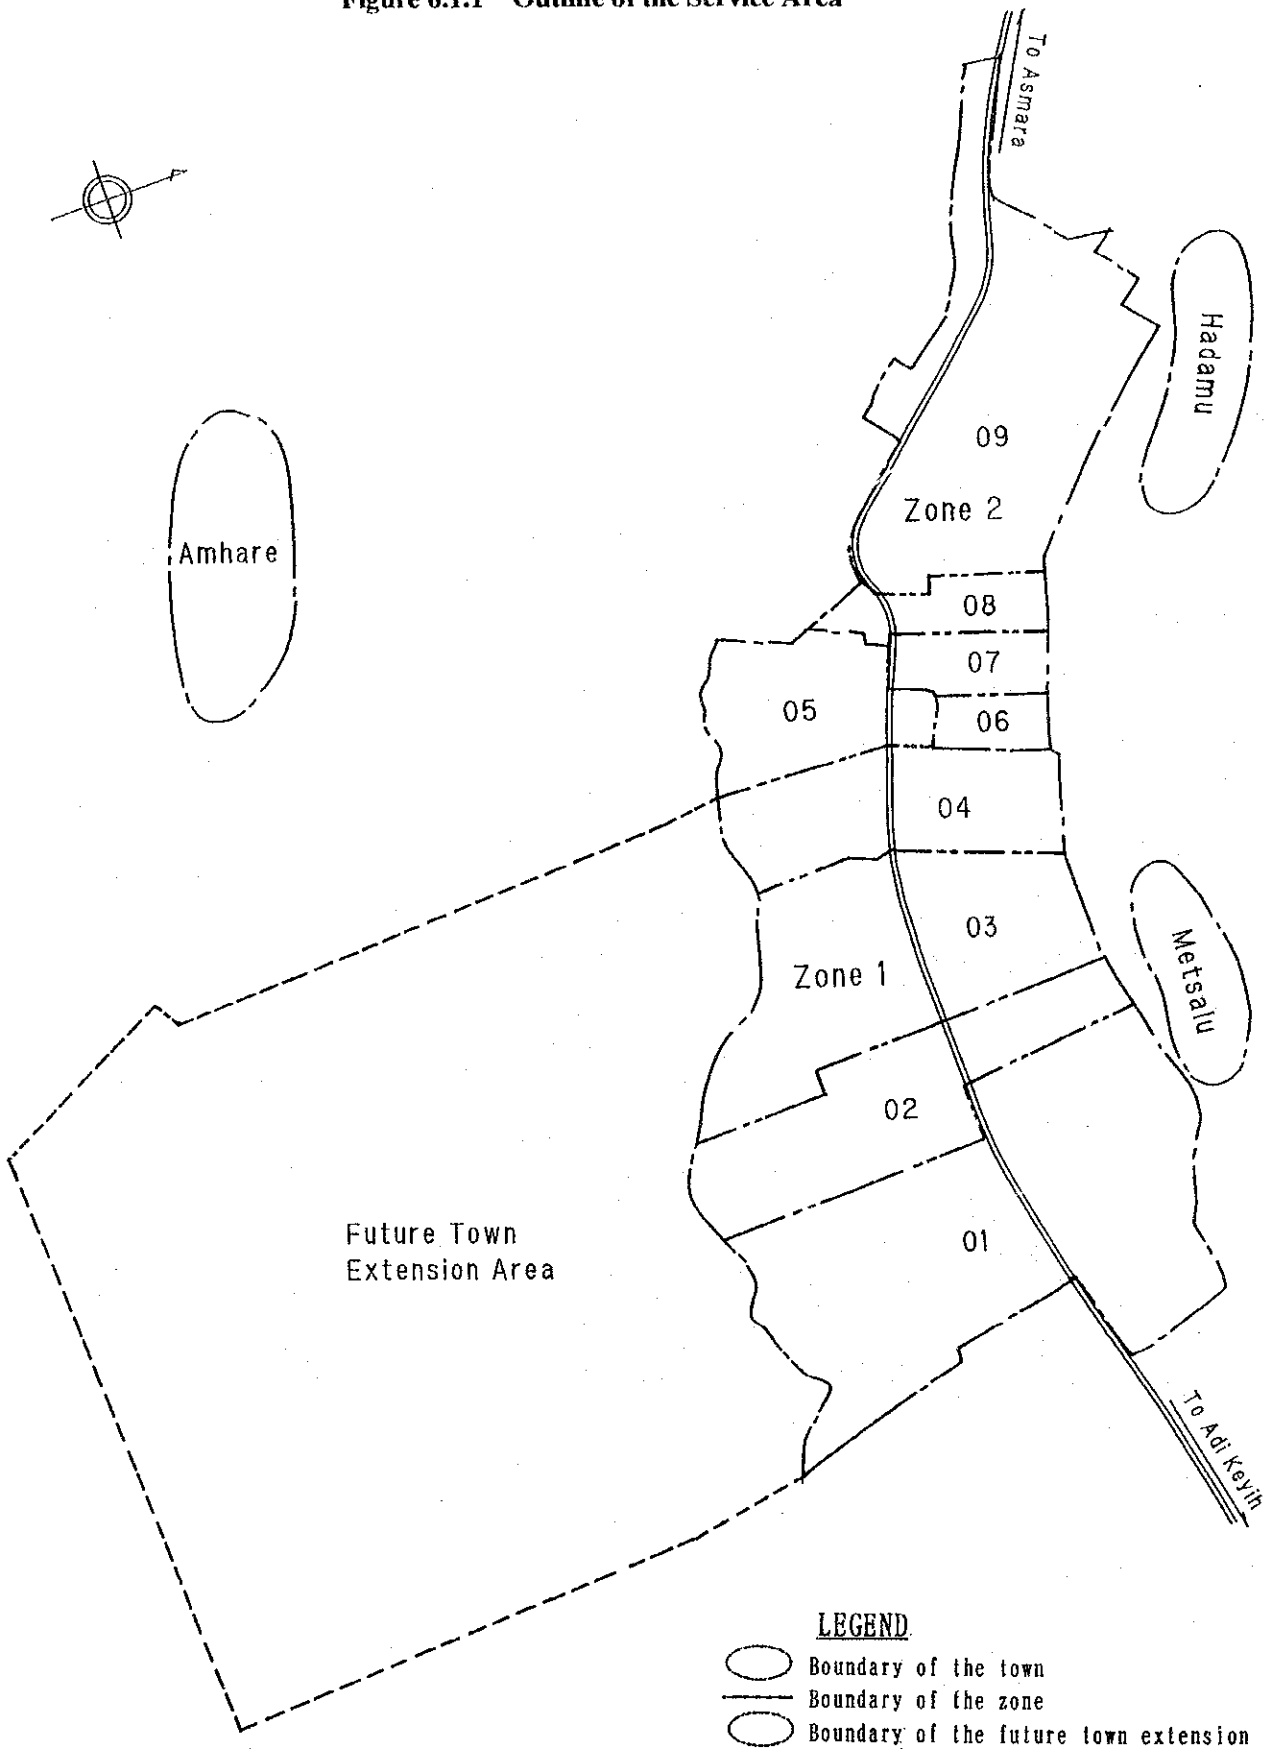 Figure 6.1.1 Outline of the Service Area
To Asmara
Hadamu
09
Zone 2
Amhare
08
07
05
06
04
03
Zone 1
Metsalu
02
01
Future Town
Extension Area
To Adi Keyih
LEGEND
Boundary of the town
Boundary of the zone
Boundary of the future town extension